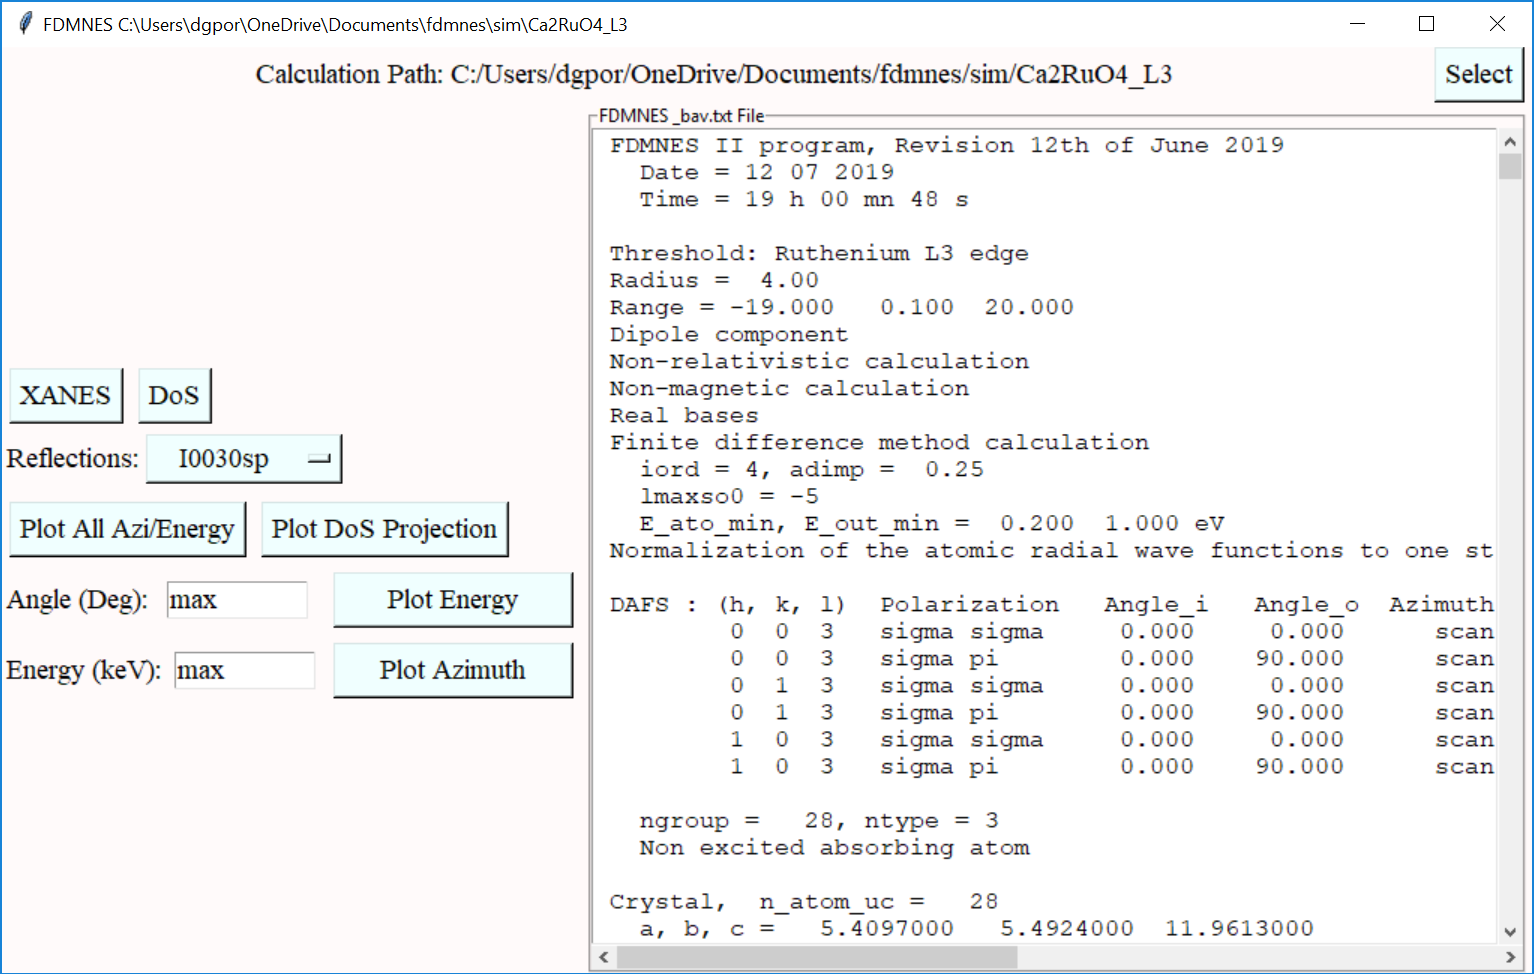 FDMNES C:\Users\dgpor\OneDrive\Documents\fdmnes\sim\Ca2RuO4_L3
Calculation Path: C:/Users/dgpor/OneDrive/Documents/fdmnes/sim/Ca2RuO4_L3
Select
XANES
DoS
Reflections: I0030sp
Plot All Azi/Energy
Plot DoS Projection
Angle (Deg): max
Plot Energy
Energy (keV): max
Plot Azimuth
FDMNES _bav.txt File
FDMNES II program, Revision 12th of June 2019
Date = 12 07 2019
Time = 19 h 00 mn 48 s
Threshold: Ruthenium L3 edge
Radius =  4.00
Range = -19.000   0.100  20.000
Dipole component
Non-relativistic calculation
Non-magnetic calculation
Real bases
Finite difference method calculation
iord = 4, adimp =  0.25
lmaxso0 = -5
E_ato_min, E_out_min =  0.200  1.000 eV
Normalization of the atomic radial wave functions to one st
DAFS : (h, k, l)  Polarization   Angle_i   Angle_o  Azimuth
0  0  3   sigma sigma     0.000     0.000      scan
0  0  3   sigma pi        0.000    90.000      scan
0  1  3   sigma sigma     0.000     0.000      scan
0  1  3   sigma pi        0.000    90.000      scan
1  0  3   sigma sigma     0.000     0.000      scan
1  0  3   sigma pi        0.000    90.000      scan
ngroup =   28, ntype = 3
Non excited absorbing atom
Crystal,  n_atom_uc =   28
a, b, c =   5.4097000   5.4924000  11.9613000